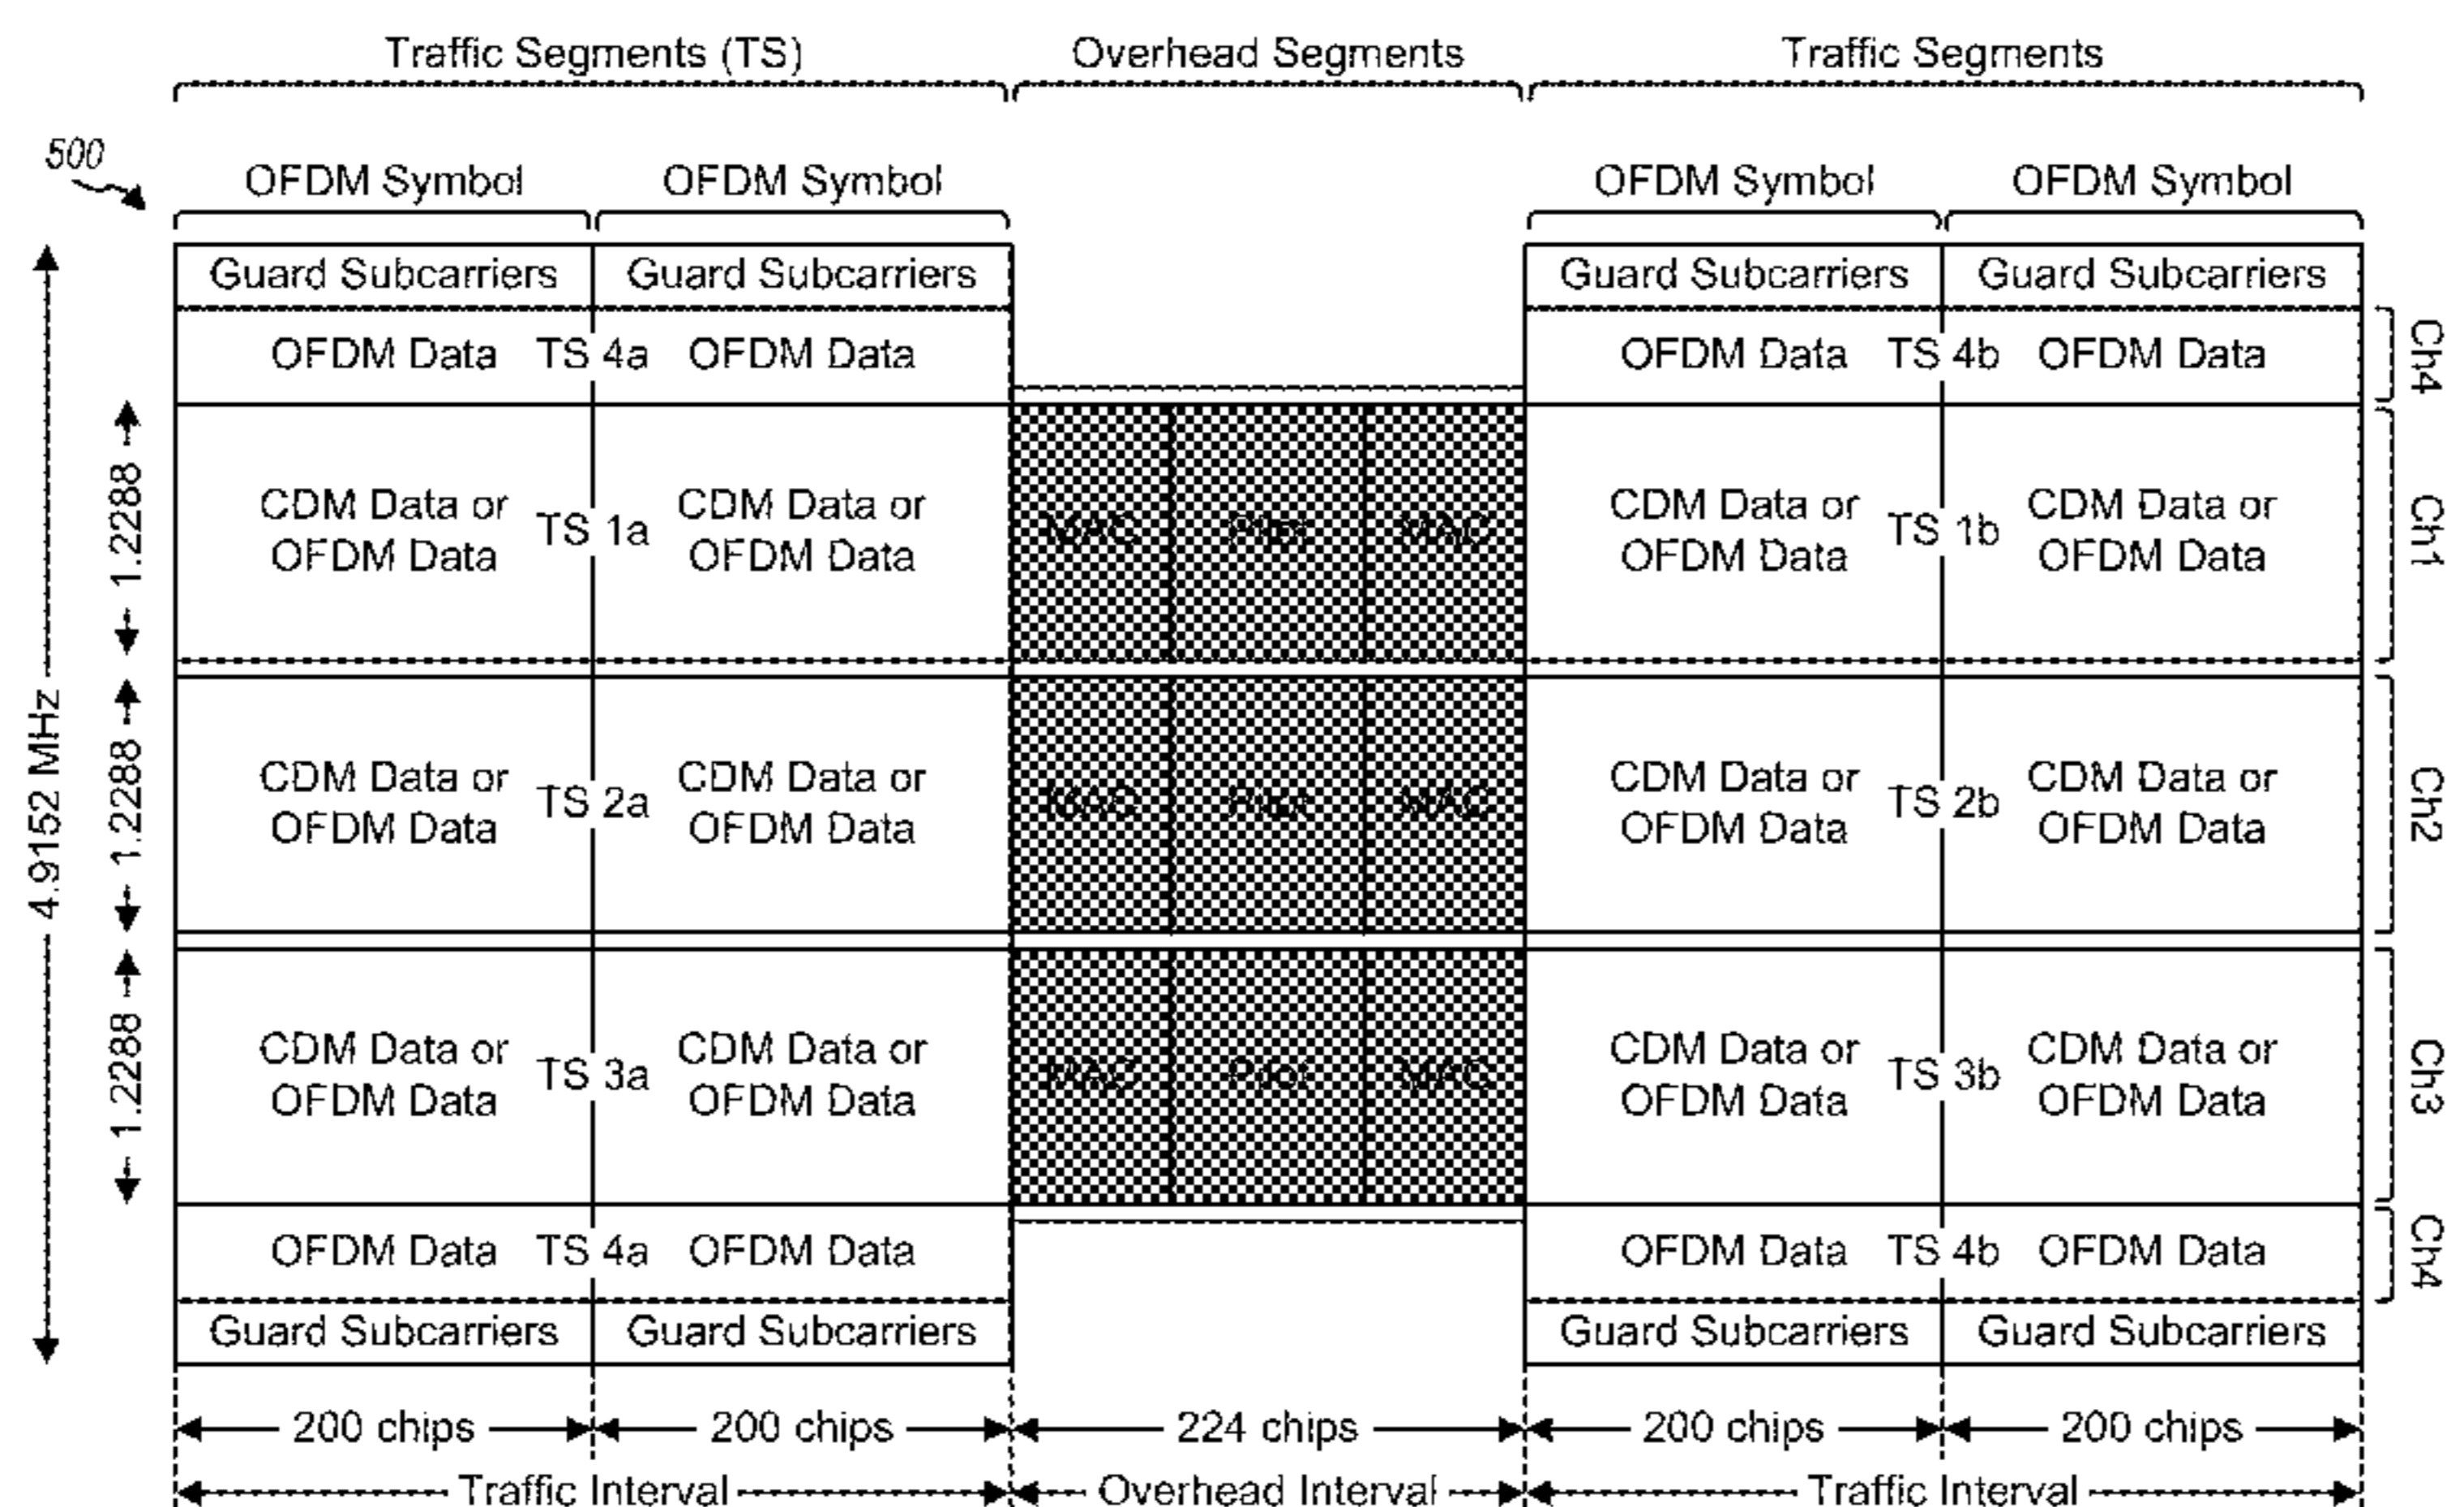 Traffic Segments (TS) Overhead Segments Traffic Segments
500
OFDM Symbol OFDM Symbol OFDM Symbol OFDM Symbol
Guard Subcarriers Guard Subcarriers Guard Subcarriers Guard Subcarriers
OFDM Data TS 4a OFDM Data OFDM Data TS 4b OFDM Data Ch4
CDM Data or CDM Data or CDM Data or CDM Data or
1.2288 TS 1a MAC Pilot MAC TS 1b Ch1
OFDM Data OFDM Data OFDM Data OFDM Data
4.9152 MHz
CDM Data or CDM Data or CDM Data or CDM Data or
1.2288 TS 2a MAC Pilot MAC TS 2b Ch2
OFDM Data OFDM Data OFDM Data OFDM Data
CDM Data or CDM Data or CDM Data or CDM Data or
1.2288 TS 3a MAC Pilot MAC TS 3b Ch3
OFDM Data OFDM Data OFDM Data OFDM Data
OFDM Data TS 4a OFDM Data OFDM Data TS 4b OFDM Data Ch4
Guard Subcarriers Guard Subcarriers Guard Subcarriers Guard Subcarriers
200 chips 200 chips 224 chips 200 chips 200 chips
Traffic Interval Overhead Interval Traffic Interval